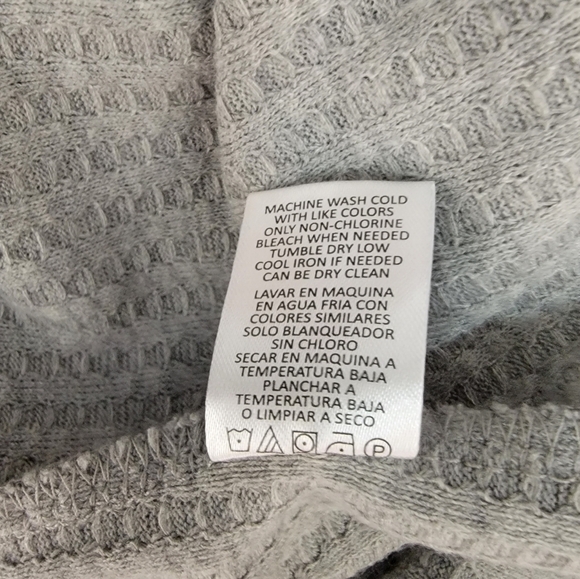 MACHINE WASH COLD
WITH LIKE COLORS
ONLY NON-CHLORINE
BLEACH WHEN NEEDED
TUMBLE DRY LOW
COOL IRON IF NEEDED
CAN BE DRY CLEAN
LAVAR EN MAQUINA
EN AGUA FRIA CON
COLORES SIMILARES
SOLO BLANQUEADOR
SIN CHLORO
SECAR EN MAQUINA A
TEMPERATURA BAJA
PLANCHAR A
TEMPERATURA BAJA
O LIMPIAR A SECO
P